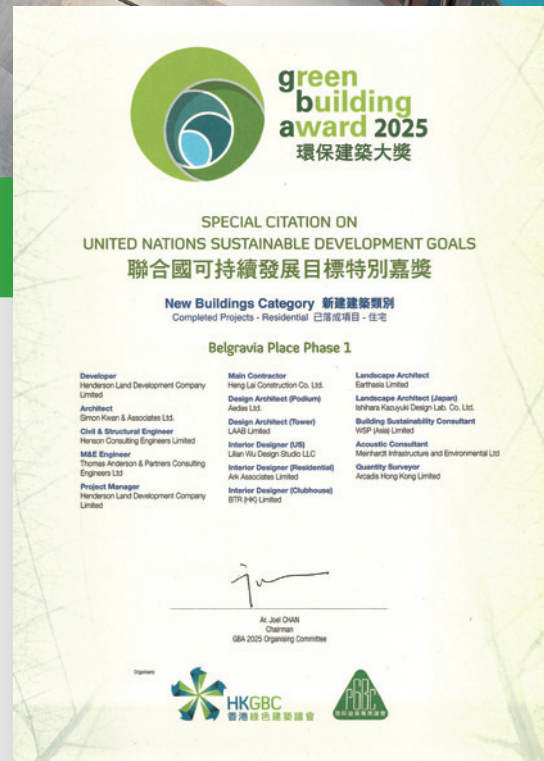 green
building
award 2025
環保建築大獎
SPECIAL CITATION ON
UNITED NATIONS SUSTAINABLE DEVELOPMENT GOALS
聯合國可持續發展目標特別嘉獎
New Buildings Category 新建建築類別
Completed Projects - Residential 已落成項目 - 住宅
Belgravia Place Phase 1
Developer
Henderson Land Development Company
Limited
Architect
Simon Kwan & Associates Ltd.
Civil & Structural Engineer
Henson Consulting Engineers Limited
M&E Engineer
Thomas Anderson & Partners Consulting
Engineers Ltd
Project Manager
Henderson Land Development Company
Limited
Main Contractor
Heng Lai Construction Co. Ltd.
Design Architect (Podium)
Aedas Ltd.
Design Architect (Tower)
LAAB Limited
Interior Designer (US)
Lilian Wu Design Studio LLC
Interior Designer (Residential)
Ark Associates Limited
Interior Designer (Clubhouse)
BTR (HK) Limited
Landscape Architect
Earthasia Limited
Landscape Architect (Japan)
Ishihara Kazuyuki Design Lab. Co. Ltd.
Building Sustainability Consultant
WSP (Asia) Limited
Acoustic Consultant
Meinhardt Infrastructure and Environmental Ltd
Quantity Surveyor
Arcadis Hong Kong Limited
Ar. Joel CHAN
Chairman
GBA 2025 Organising Committee
Organisers:
HKGBC
香港綠色建築議會
PGBC
環保建築專業議會